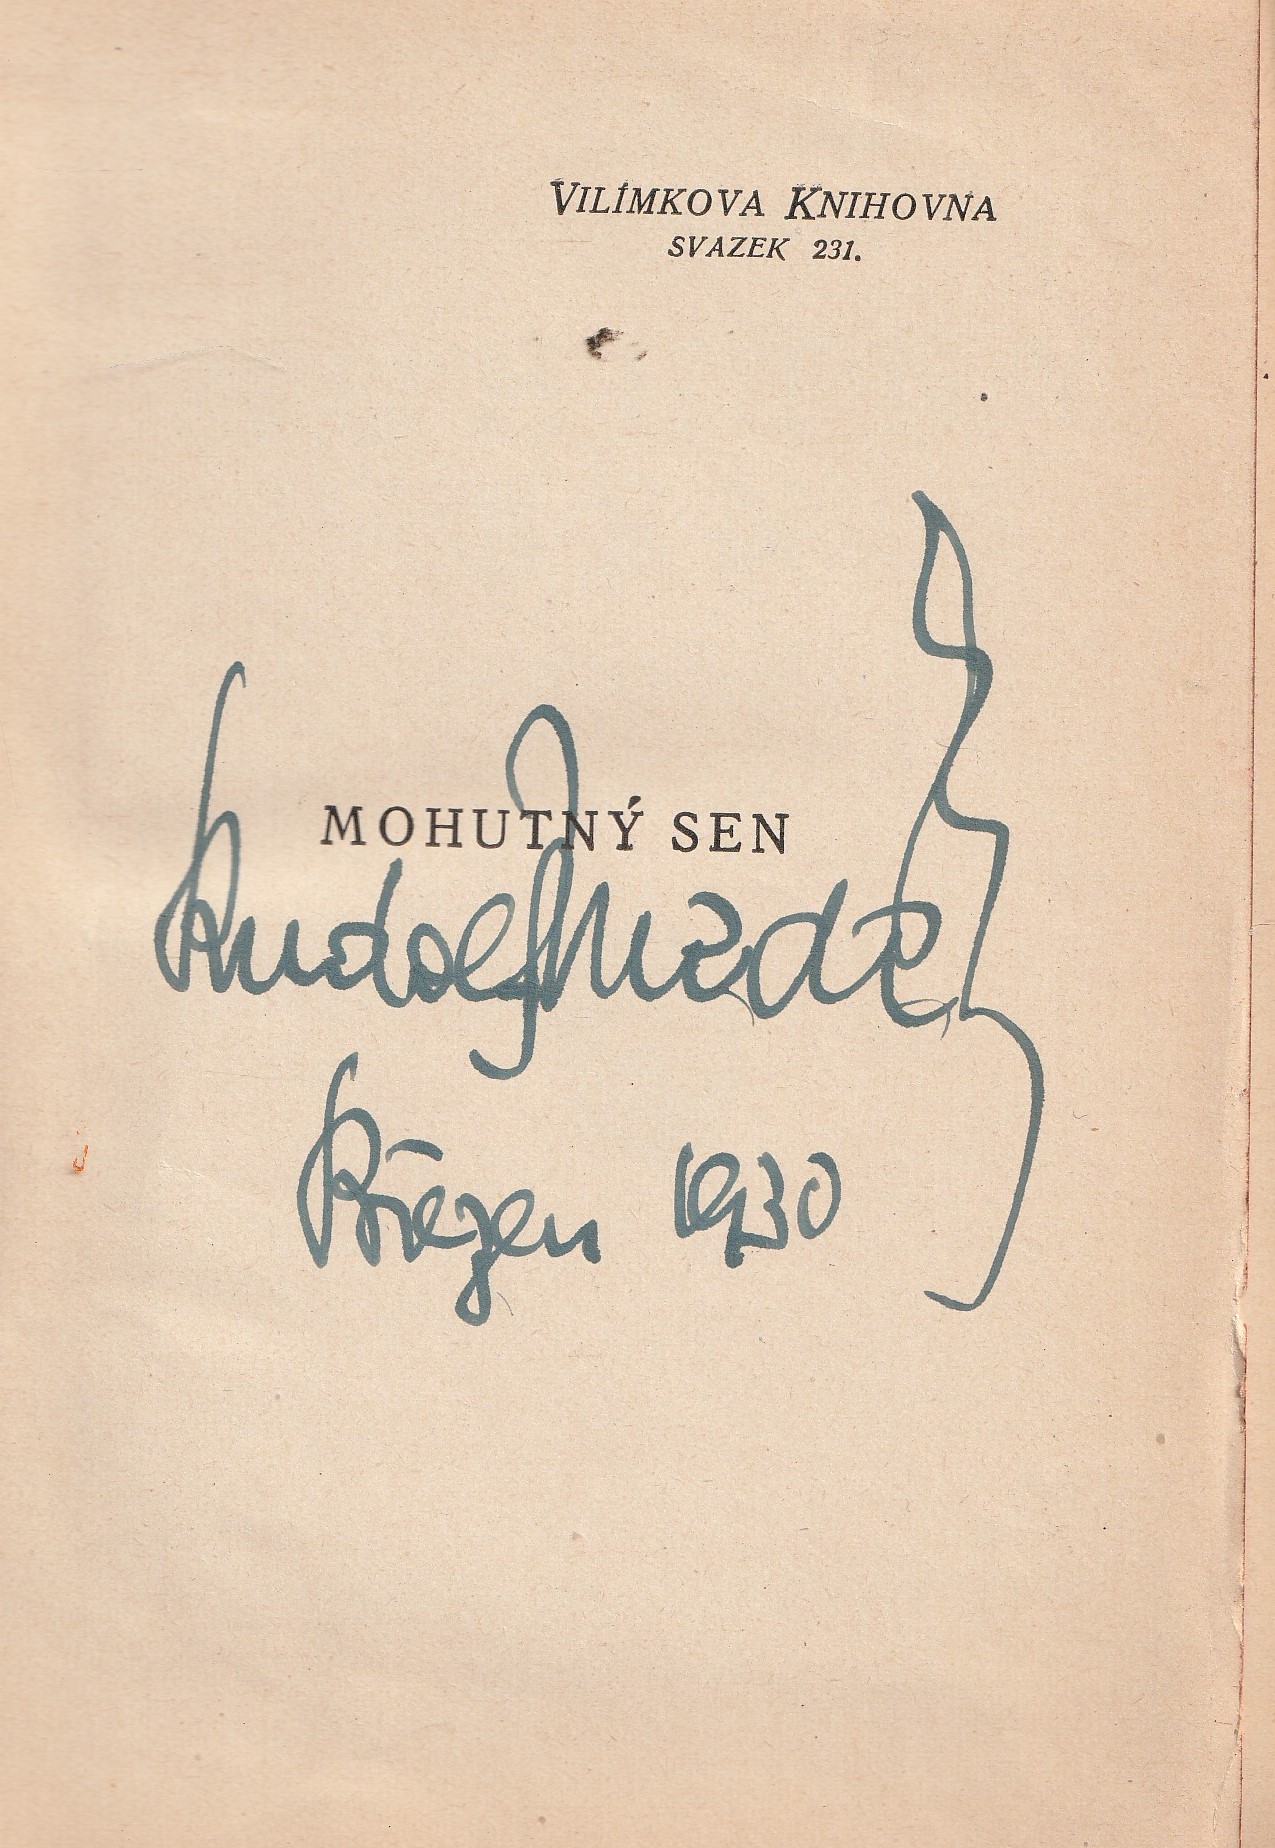 VILÍMKOVA KNIHOVNA
SVAZEK 231.
MOHUTNÝ SEN
Rudolf Medek
Březen 1930